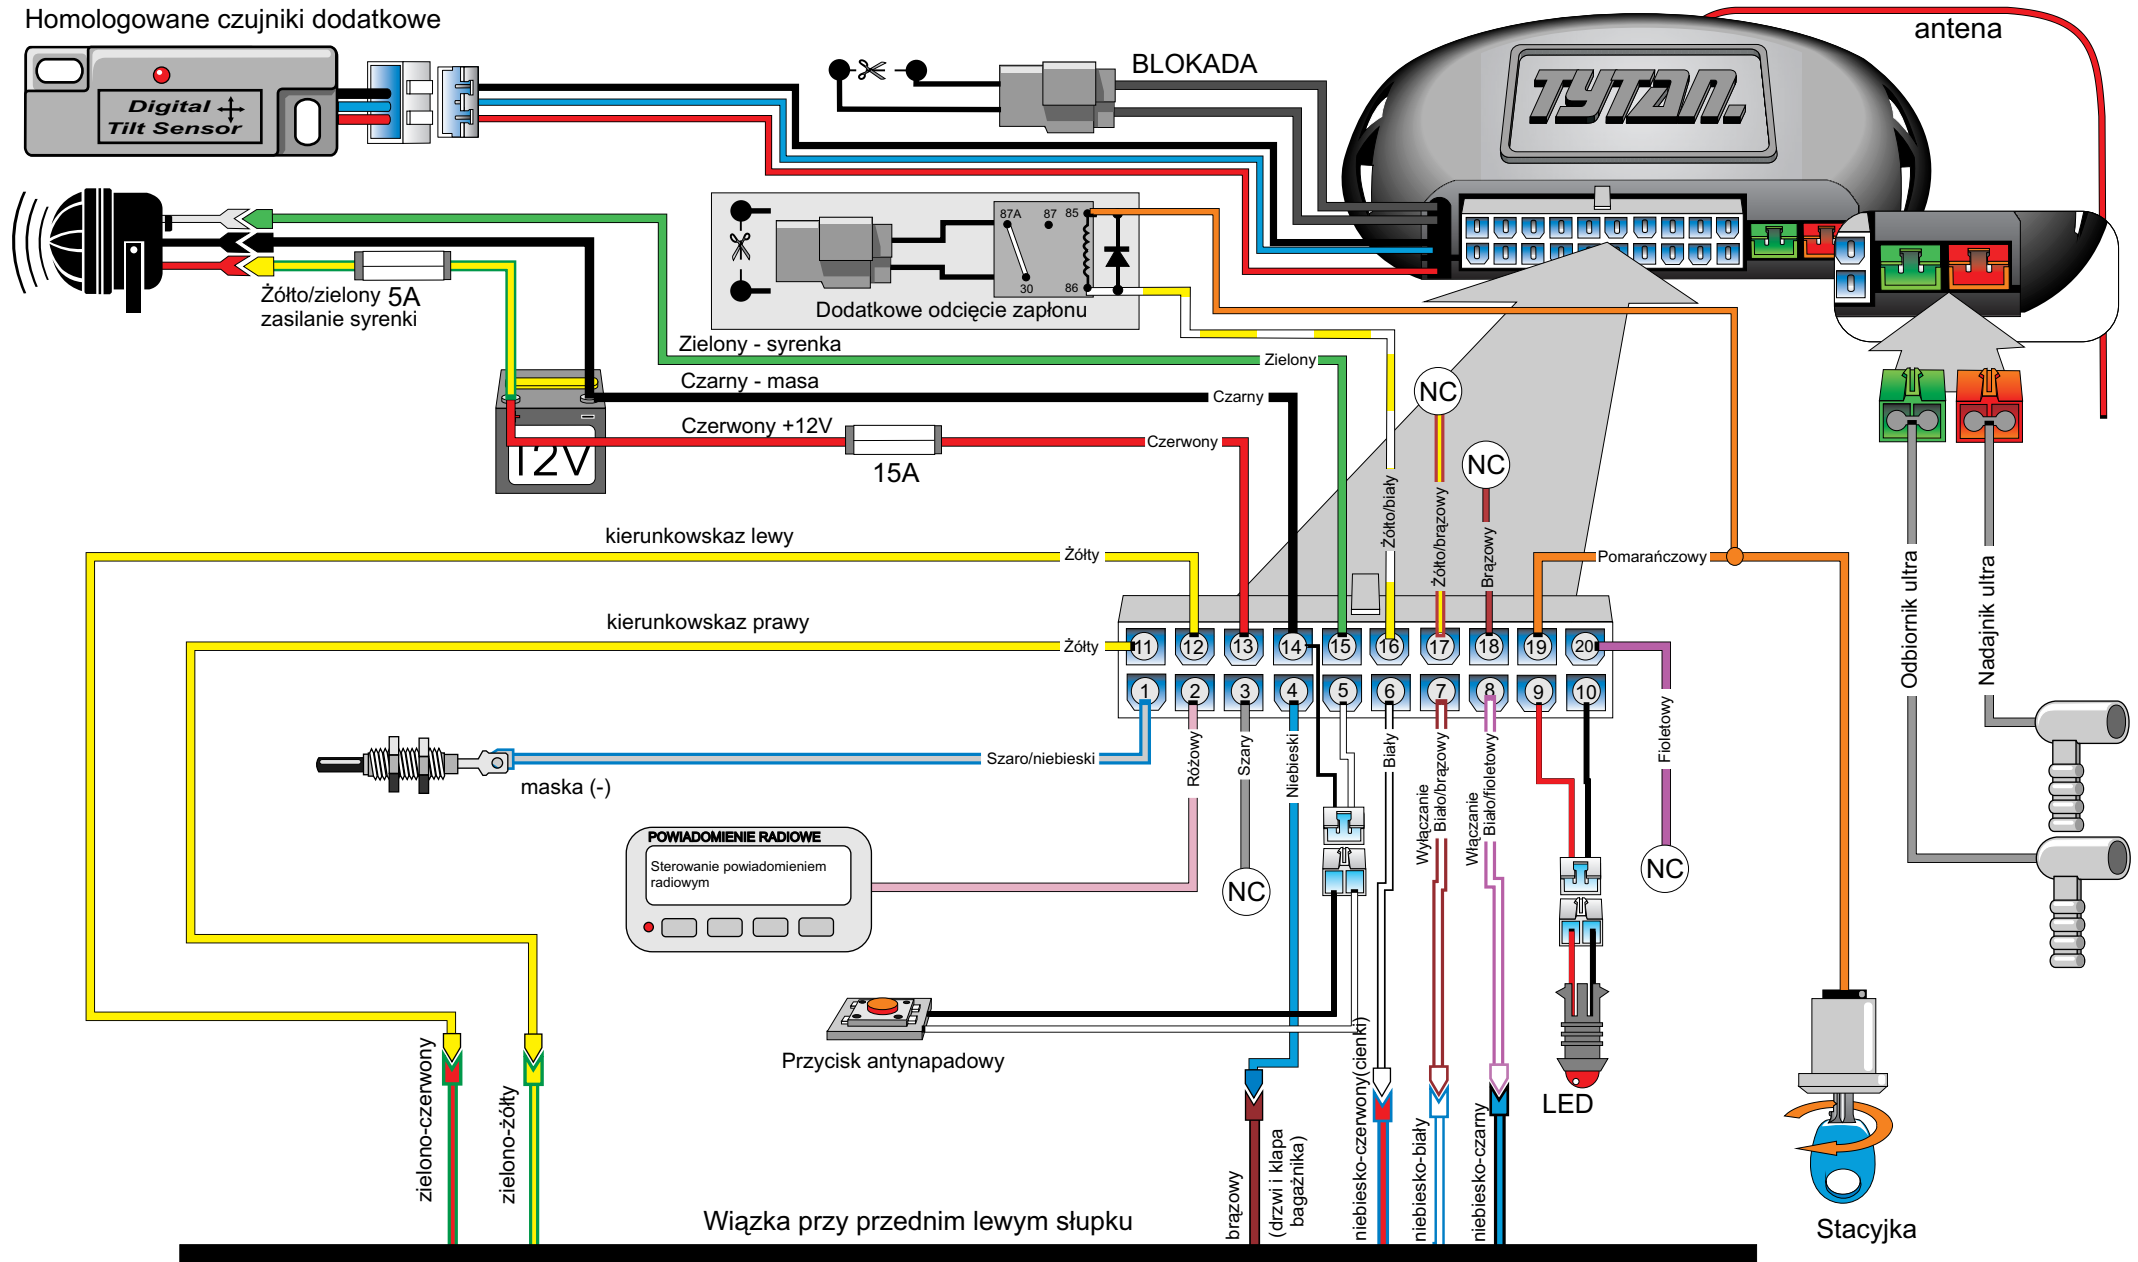 Homologowane czujniki dodatkowe
Digital
Tilt Sensor
BLOKADA
TYTAN.
antena
Żółto/zielony 5A
zasilanie syrenki
87A
87
85
30
86
Dodatkowe odcięcie zapłonu
Zielony - syrenka
Zielony
Czarny - masa
Czarny
Czerwony +12V
Czerwony
15A
12V
NC
NC
Żółto/biały
Żółto/brązowy
Brązowy
Pomarańczowy
Odbiornik ultra
Nadajnik ultra
kierunkowskaz lewy
Żółty
kierunkowskaz prawy
Żółty
11 12 13 14 15 16 17 18 19 20
1 2 3 4 5 6 7 8 9 10
Szaro/niebieski
maska (-)
Różowy
Szary
Niebieski
Biały
Wyłączanie
Biało/brązowy
Włączanie
Biało/fioletowy
Fioletowy
NC
NC
POWIADOMIENIE RADIOWE
Sterowanie powiadomieniem
radiowym
Przycisk antynapadowy
LED
Stacyjka
zielono-czerwony
zielono-żółty
brązowy
(drzwi i klapa
bagażnika)
niebiesko-czerwony(cienki)
niebiesko-biały
niebiesko-czarny
Wiązka przy przednim lewym słupku